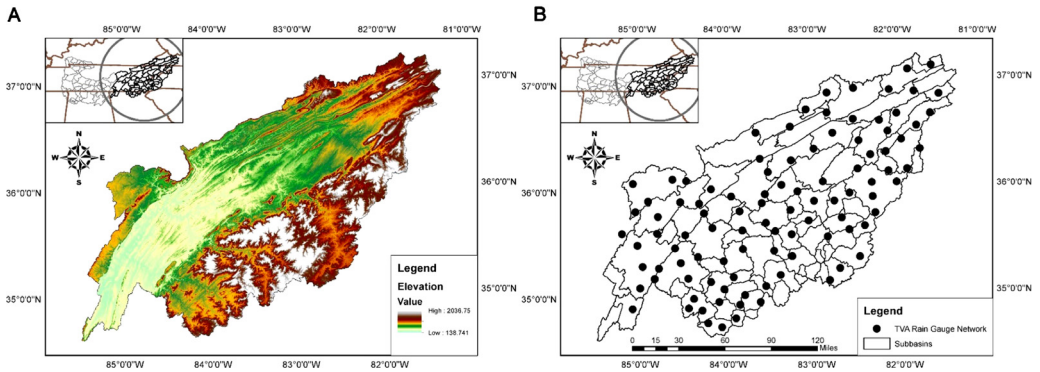 A
85°0'0"W 84°0'0"W 83°0'0"W 82°0'0"W 81°0'0"W
37°0'0"N
36°0'0"N
35°0'0"N
N
W E
S
37°0'0"N
36°0'0"N
35°0'0"N
Legend
Elevation
Value
High : 2036.75
Low : 138.741
85°0'0"W 84°0'0"W 83°0'0"W 82°0'0"W
B
85°0'0"W 84°0'0"W 83°0'0"W 82°0'0"W 81°0'0"W
37°0'0"N
36°0'0"N
35°0'0"N
N
W E
S
37°0'0"N
36°0'0"N
35°0'0"N
Legend
TVA Rain Gauge Network
Subbasins
0 15 30 60 90 120
Miles
85°0'0"W 84°0'0"W 83°0'0"W 82°0'0"W